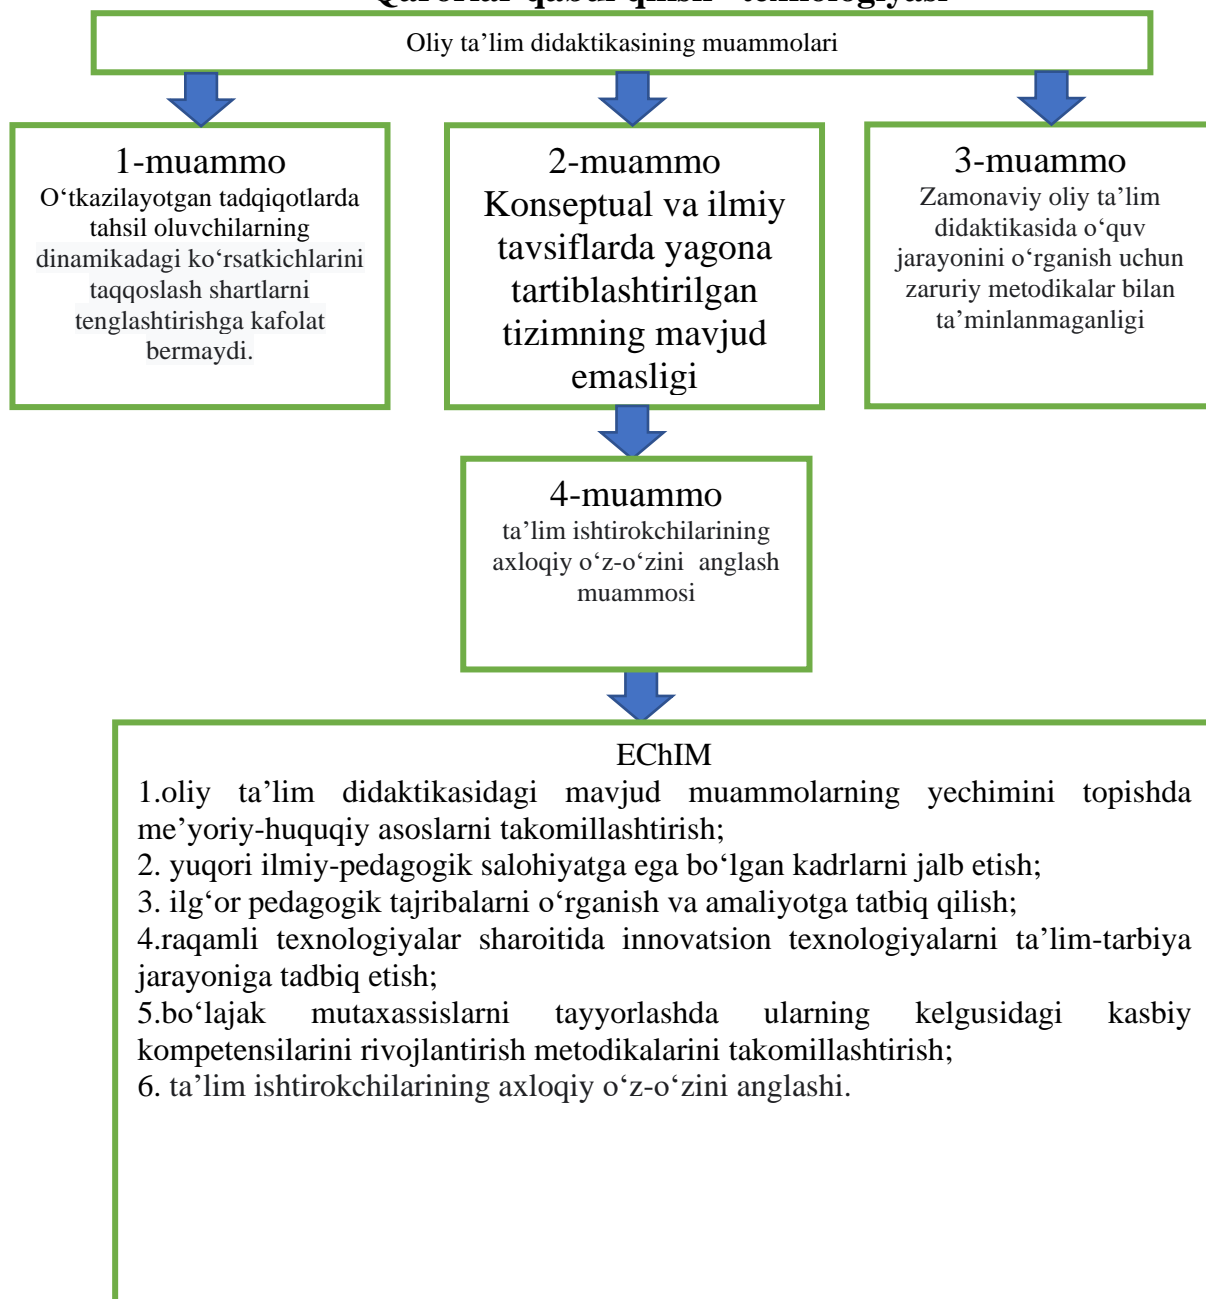 Qarorlar qabul qilish texnologiyasi
Oliy ta’lim didaktikasining muammolari
1-muammo
O‘tkazilayotgan tadqiqotlarda
tahsil oluvchilarning
dinamikadagi ko‘rsatkichlarini
taqqoslash shartlarni
tenglashtirishga kafolat
bermaydi.
2-muammo
Konseptual va ilmiy
tavsiflarda yagona
tartiblashtirilgan
tizimning mavjud
emasligi
3-muammo
Zamonaviy oliy ta’lim
didaktikasida o‘quv
jarayonini o‘rganish uchun
zaruriy metodikalar bilan
ta’minlanmaganligi
4-muammo
ta’lim ishtirokchilarining
axloqiy o‘z-o‘zini anglash
muammosi
EChIM
1.oliy ta’lim didaktikasidagi mavjud muammolarning yechimini topishda
me’yoriy-huquqiy asoslarni takomillashtirish;
2. yuqori ilmiy-pedagogik salohiyatga ega bo‘lgan kadrlarni jalb etish;
3. ilg‘or pedagogik tajribalarni o‘rganish va amaliyotga tatbiq qilish;
4.raqamli texnologiyalar sharoitida innovatsion texnologiyalarni ta’lim-tarbiya
jarayoniga tadbiq etish;
5.bo‘lajak mutaxassislarni tayyorlashda ularning kelgusidagi kasbiy
kompetensilarini rivojlantirish metodikalarini takomillashtirish;
6. ta’lim ishtirokchilarining axloqiy o‘z-o‘zini anglashi.